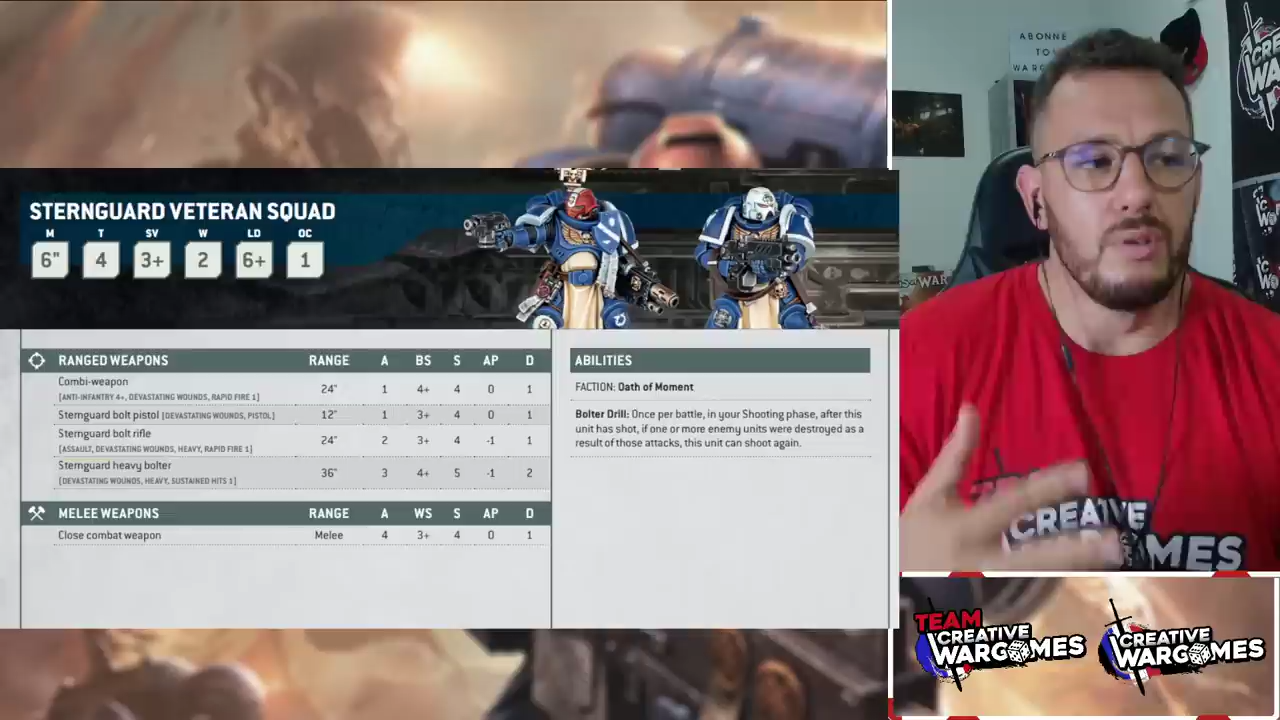 STERNGUARD VETERAN SQUAD
M T SV W LD OC
6" 4 3+ 2 6+ 1
RANGED WEAPONS RANGE A BS S AP D
Combi-weapon 24" 1 4+ 4 0 1
[ANTI-INFANTRY 4+, DEVASTATING WOUNDS, RAPID FIRE 1]
Sternguard bolt pistol [DEVASTATING WOUNDS, PISTOL] 12" 1 3+ 4 0 1
Sternguard bolt rifle 24" 2 3+ 4 -1 1
[ASSAULT, DEVASTATING WOUNDS, HEAVY, RAPID FIRE 1]
Sternguard heavy bolter 36" 3 4+ 5 -1 2
[DEVASTATING WOUNDS, HEAVY, SUSTAINED HITS 1]
MELEE WEAPONS RANGE A WS S AP D
Close combat weapon Melee 4 3+ 4 0 1
ABILITIES
FACTION: Oath of Moment
Bolter Drill: Once per battle, in your Shooting phase, after this
unit has shot, if one or more enemy units were destroyed as a
result of those attacks, this unit can shoot again.
ABONNE
CREATIVE
TEAM
CREATIVE
WARGAMES
CREATIVE
WARGAMES